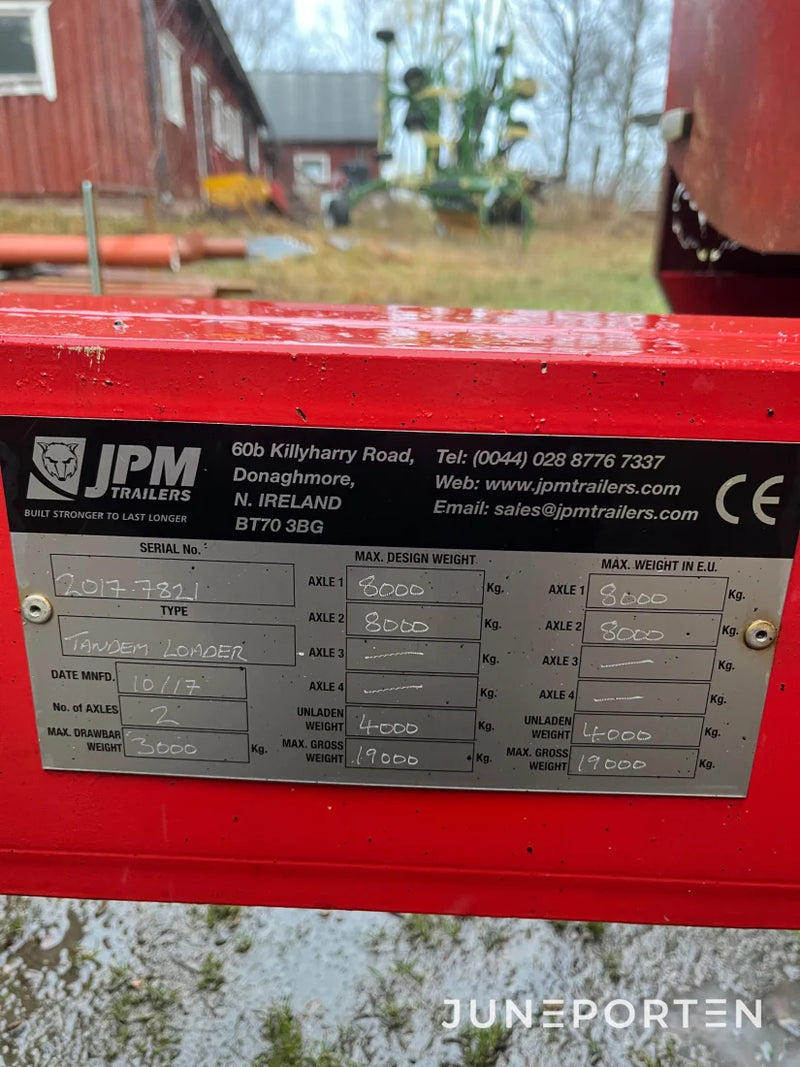 JPM
TRAILERS
BUILT STRONGER TO LAST LONGER
60b Killyharry Road,
Donaghmore,
N. IRELAND
BT70 3BG
Tel: (0044) 028 8776 7337
Web: www.jpmtrailers.com
Email: sales@jpmtrailers.com
CE
SERIAL No.
2017-7821
TYPE
TANDEM LOADER
DATE MNFD. 10/17
No. of AXLES 2
MAX. DRAWBAR
WEIGHT 3000 Kg.
MAX. DESIGN WEIGHT
AXLE 1 8000 Kg.
AXLE 2 8000 Kg.
AXLE 3 — Kg.
AXLE 4 — Kg.
UNLADEN
WEIGHT 4000 Kg.
MAX. GROSS
WEIGHT 19000 Kg.
MAX. WEIGHT IN E.U.
AXLE 1 8000 Kg.
AXLE 2 8000 Kg.
AXLE 3 — Kg.
AXLE 4 — Kg.
UNLADEN
WEIGHT 4000 Kg.
MAX. GROSS
WEIGHT 19000 Kg.
JUNEPORTEN